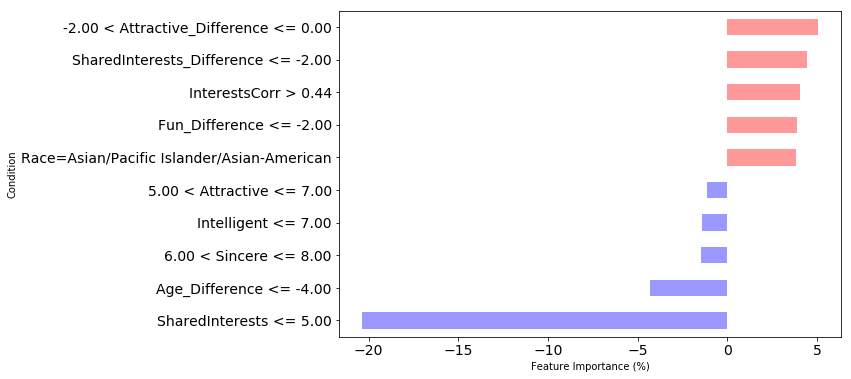 -2.00 < Attractive_Difference <= 0.00
SharedInterests_Difference <= -2.00
InterestsCorr > 0.44
Fun_Difference <= -2.00
Race=Asian/Pacific Islander/Asian-American
5.00 < Attractive <= 7.00
Intelligent <= 7.00
6.00 < Sincere <= 8.00
Age_Difference <= -4.00
SharedInterests <= 5.00
Condition
−20 −15 −10 −5 0 5
Feature Importance (%)